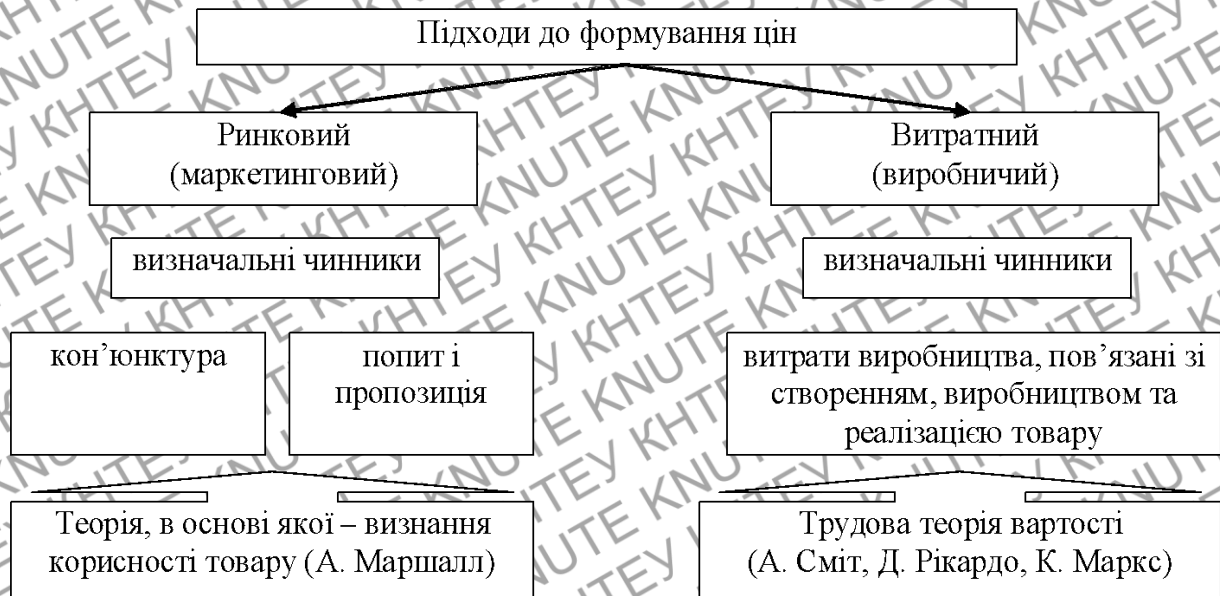 Підходи до формування цін
Ринковий
(маркетинговий)
Витратний
(виробничий)
визначальні чинники
визначальні чинники
кон’юнктура
попит і
пропозиція
витрати виробництва, пов’язані зі
створенням, виробництвом та
реалізацією товару
Теорія, в основі якої – визнання
корисності товару (А. Маршалл)
Трудова теорія вартості
(А. Сміт, Д. Рікардо, К. Маркс)
KNUTE КНТЕУ